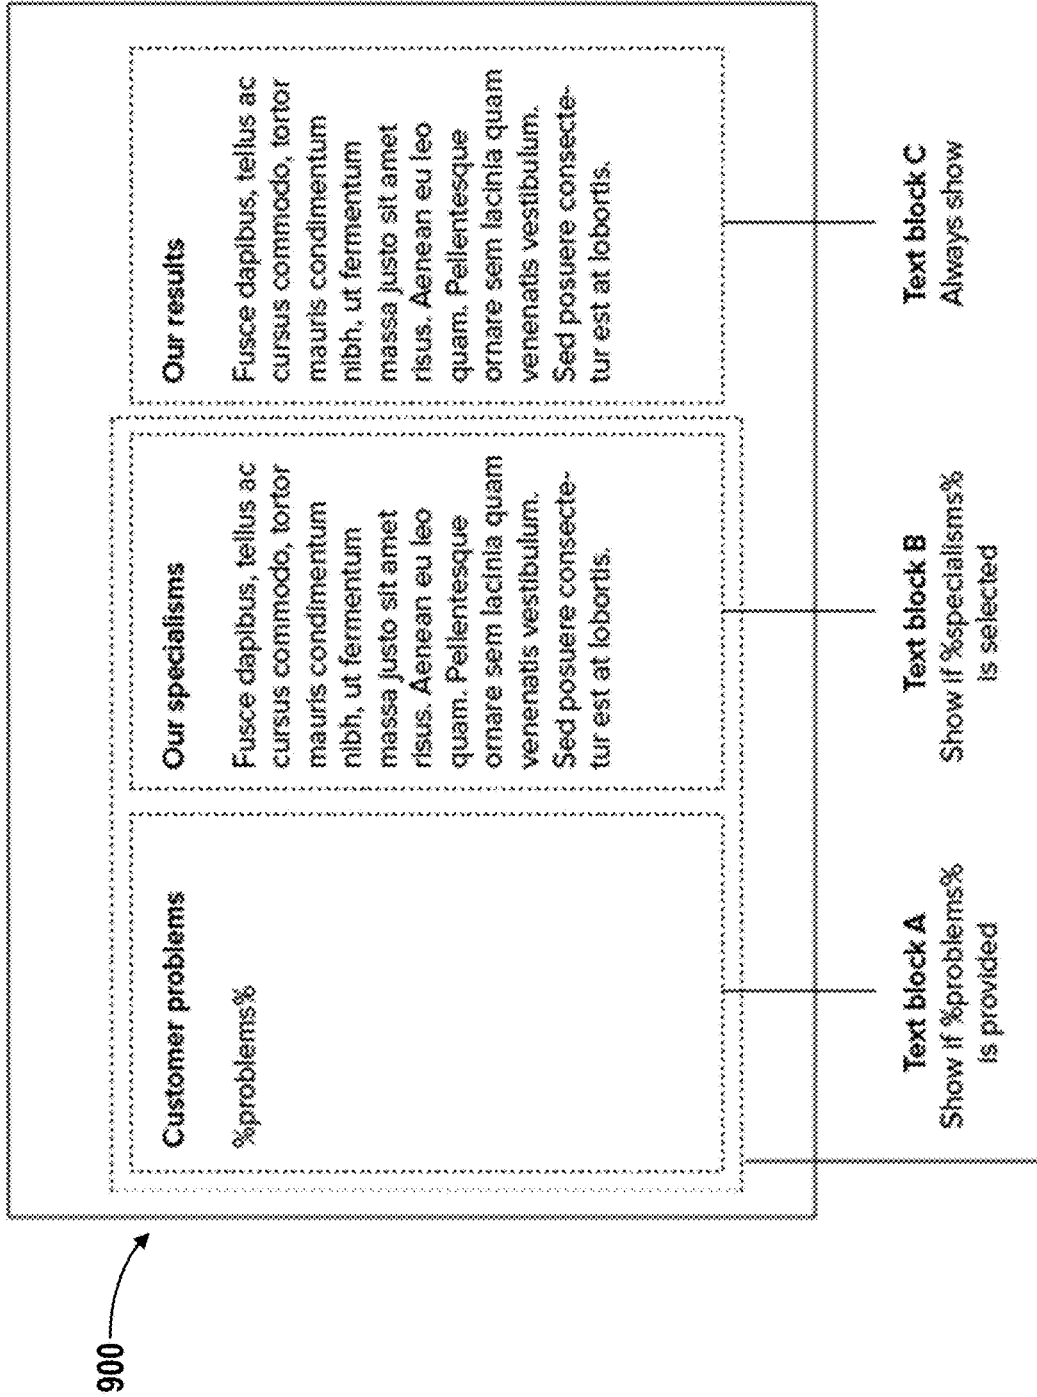 900
Customer problems
%problems%
Our specialisms
Fusce dapibus, tellus ac
cursus commodo, tortor
mauris condimentum
nibh, ut fermentum
massa justo sit amet
risus. Aenean eu leo
quam. Pellentesque
ornare sem lacinia quam
venenatis vestibulum.
Sed posuere consecte-
tur est at lobortis.
Our results
Fusce dapibus, tellus ac
cursus commodo, tortor
mauris condimentum
nibh, ut fermentum
massa justo sit amet
risus. Aenean eu leo
quam. Pellentesque
ornare sem lacinia quam
venenatis vestibulum.
Sed posuere consecte-
tur est at lobortis.
Text block A
Show if %problems%
is provided
Text block B
Show if %specialisms%
is selected
Text block C
Always show